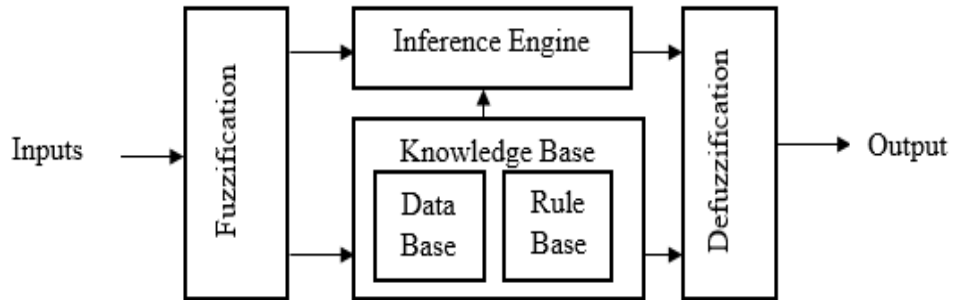 Inputs
Fuzzification
Inference Engine
Knowledge Base
Data
Base
Rule
Base
Defuzzification
Output